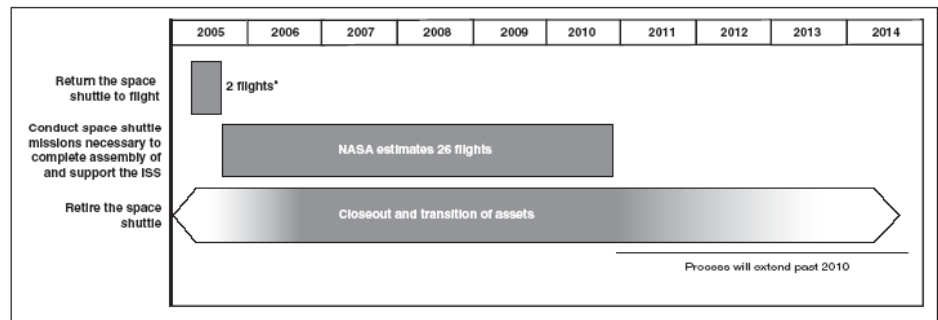 2005 2006 2007 2008 2009 2010 2011 2012 2013 2014
Return the space
shuttle to flight
2 flights*
Conduct space shuttle
missions necessary to
complete assembly of
and support the ISS
NASA estimates 26 flights
Retire the space
shuttle
Closeout and transition of assets
Process will extend past 2010